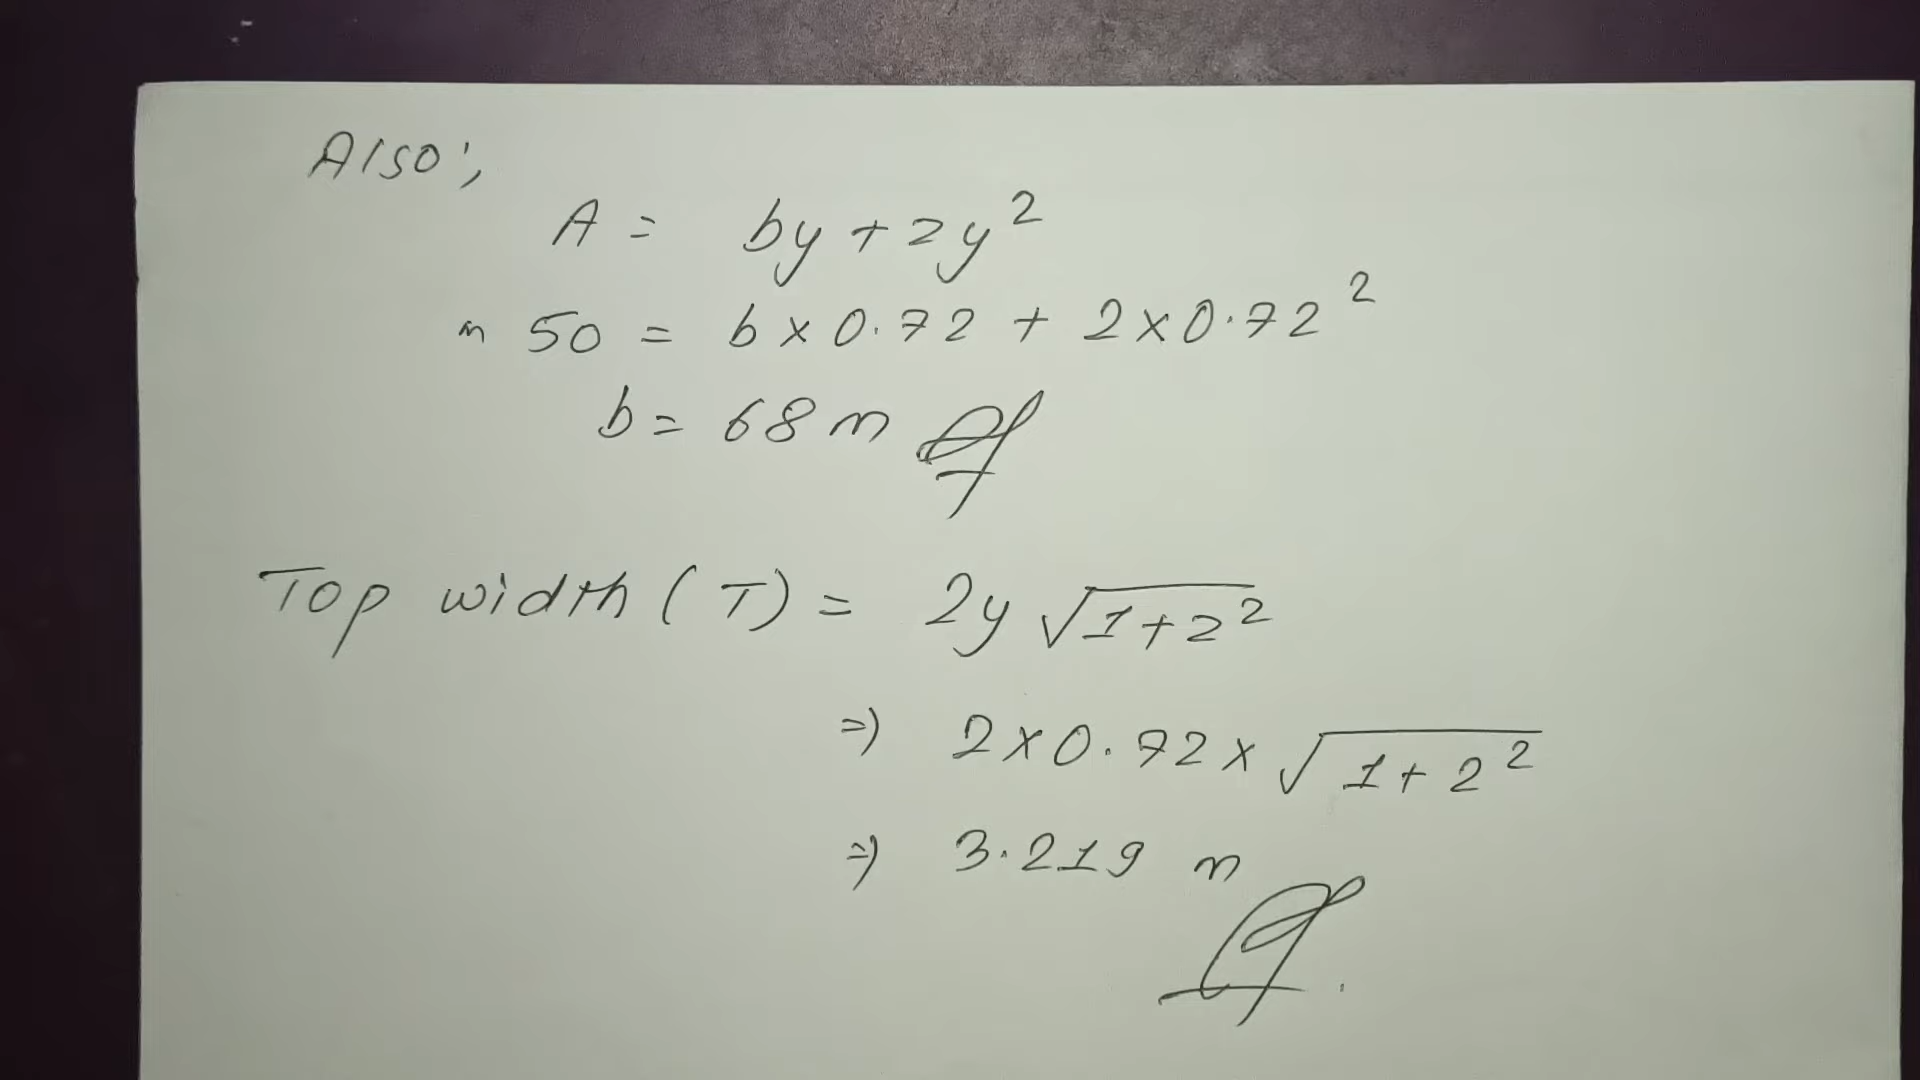 Also;,
A = by + zy²
∴ 50 = b × 0.72 + 2 × 0.72²
b = 68 m
Top width (T) = 2y √1+z²
⇒ 2 × 0.72 × √1+2²
⇒ 3.219 m